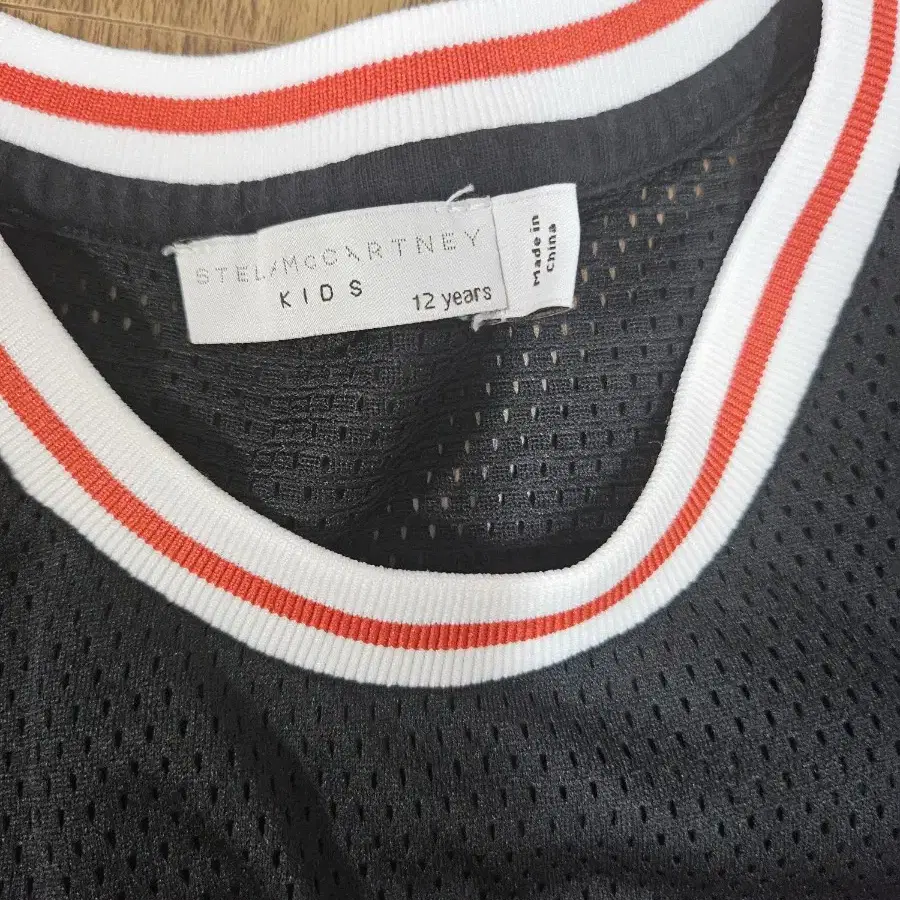 STELLA McCARTNEY
KIDS
12 years
Made in
China